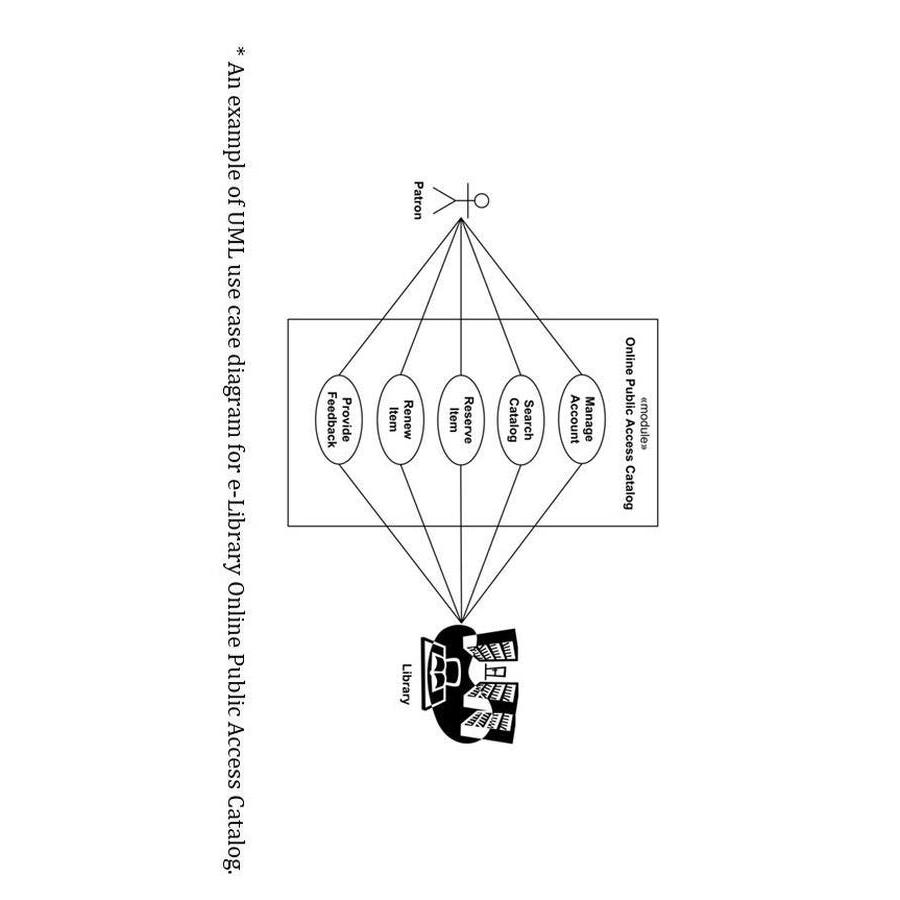 «module»
Online Public Access Catalog
Manage
Account
Search
Catalog
Reserve
Item
Renew
Item
Provide
Feedback
Patron
Library
* An example of UML use case diagram for e-Library Online Public Access Catalog.